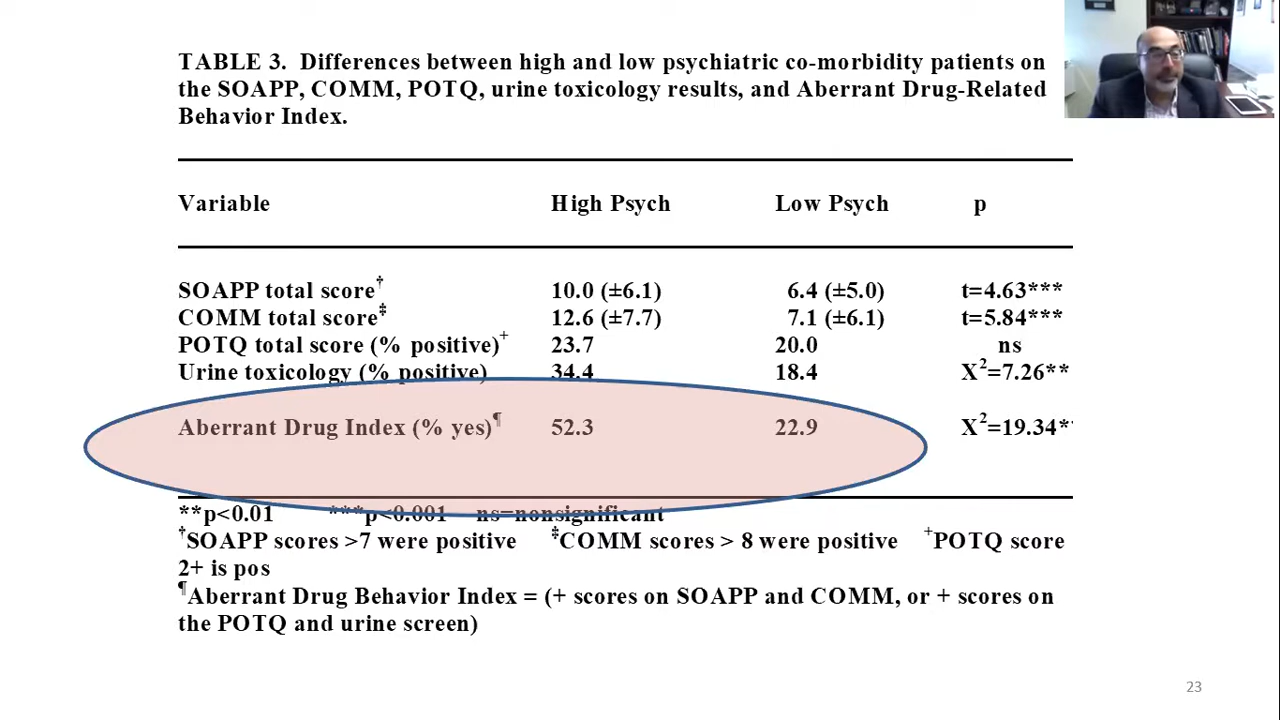 TABLE 3. Differences between high and low psychiatric co-morbidity patients on
the SOAPP, COMM, POTQ, urine toxicology results, and Aberrant Drug-Related
Behavior Index.
Variable High Psych Low Psych p
SOAPP total score† 10.0 (±6.1) 6.4 (±5.0) t=4.63***
COMM total score‡ 12.6 (±7.7) 7.1 (±6.1) t=5.84***
POTQ total score (% positive)+ 23.7 20.0 ns
Urine toxicology (% positive) 34.4 18.4 X²=7.26**
Aberrant Drug Index (% yes)¶ 52.3 22.9 X²=19.34*
**p<0.01 ***p<0.001 ns=nonsignificant
†SOAPP scores >7 were positive ‡COMM scores > 8 were positive +POTQ score
2+ is pos
¶Aberrant Drug Behavior Index = (+ scores on SOAPP and COMM, or + scores on
the POTQ and urine screen)
23